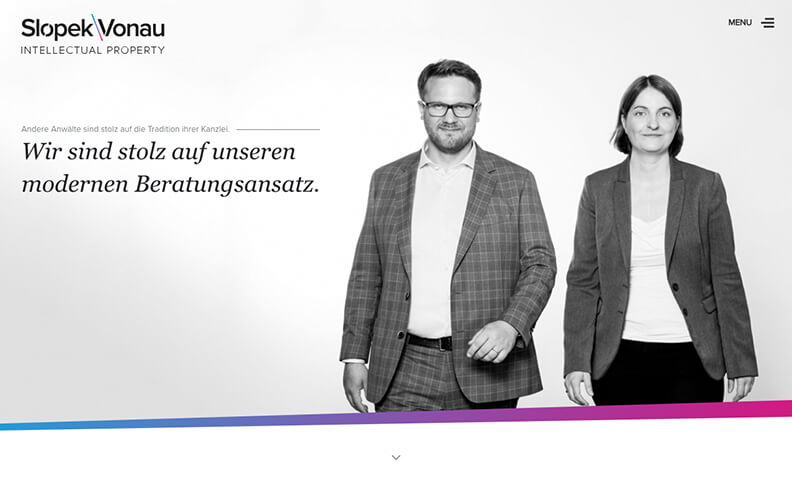 Slopek\Vonau
INTELLECTUAL PROPERTY
MENU
Andere Anwälte sind stolz auf die Tradition ihrer Kanzlei.
Wir sind stolz auf unseren
modernen Beratungsansatz.